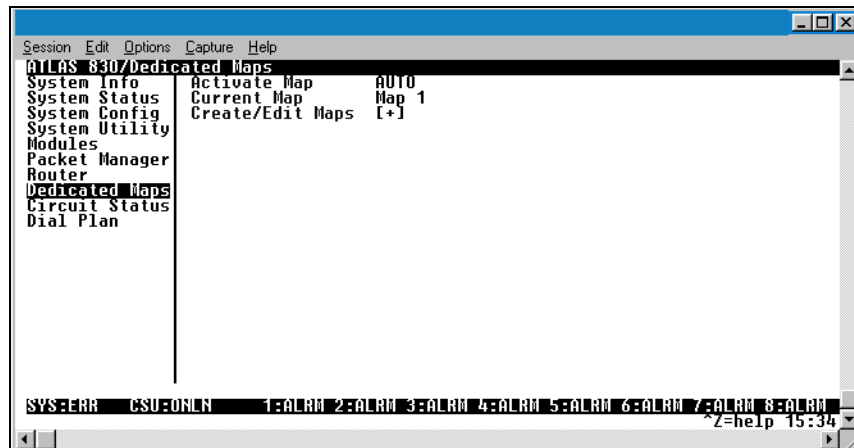 Session Edit Options Capture Help
ATLAS 830/Dedicated Maps
System Info Activate Map AUTO
System Status Current Map Map 1
System Config Create/Edit Maps [+]
System Utility
Modules
Packet Manager
Router
Dedicated Maps
Circuit Status
Dial Plan
SYS:ERR CSU:ONLN 1:ALRM 2:ALRM 3:ALRM 4:ALRM 5:ALRM 6:ALRM 7:ALRM 8:ALRM
^Z=help 15:34